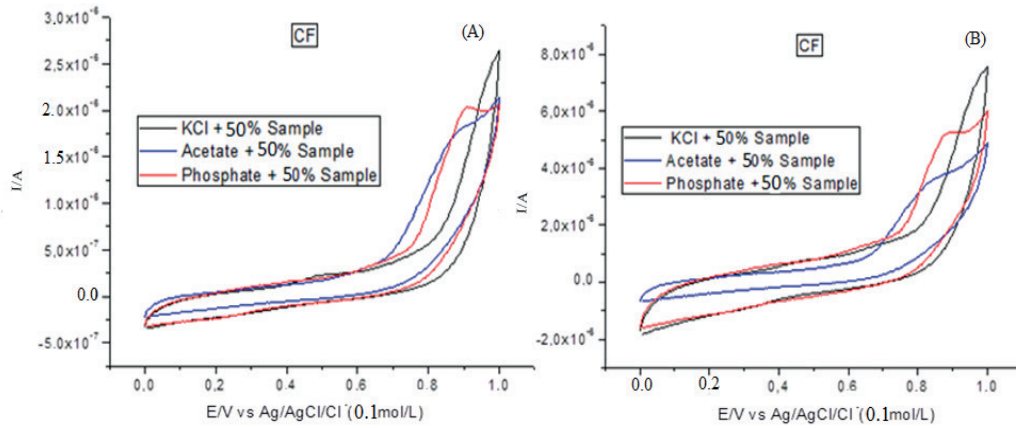 (A)
CF
3.0x10⁻⁶
2.5x10⁻⁶
2.0x10⁻⁶
1.5x10⁻⁶
1.0x10⁻⁶
5.0x10⁻⁷
0.0
-5.0x10⁻⁷
I/A
KCl + 50% Sample
Acetate + 50% Sample
Phosphate + 50% Sample
0.0 0.2 0.4 0.6 0.8 1.0
E/V vs Ag/AgCl/Cl⁻(0.1mol/L)
(B)
CF
8.0x10⁻⁶
6.0x10⁻⁶
4.0x10⁻⁶
2.0x10⁻⁶
0.0
-2.0x10⁻⁶
I/A
KCl + 50% Sample
Acetate + 50% Sample
Phosphate + 50% Sample
0.0 0.2 0.4 0.6 0.8 1.0
E/V vs Ag/AgCl/Cl⁻(0.1mol/L)